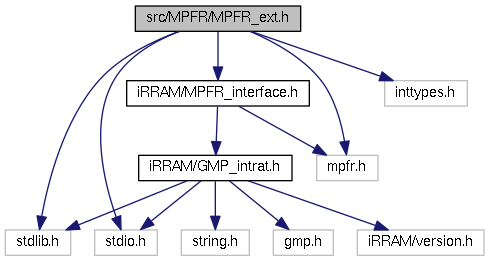 src/MPFR/MPFR_ext.h
iRRAM/MPFR_interface.h
inttypes.h
iRRAM/GMP_intrat.h
mpfr.h
stdlib.h
stdio.h
string.h
gmp.h
iRRAM/version.h